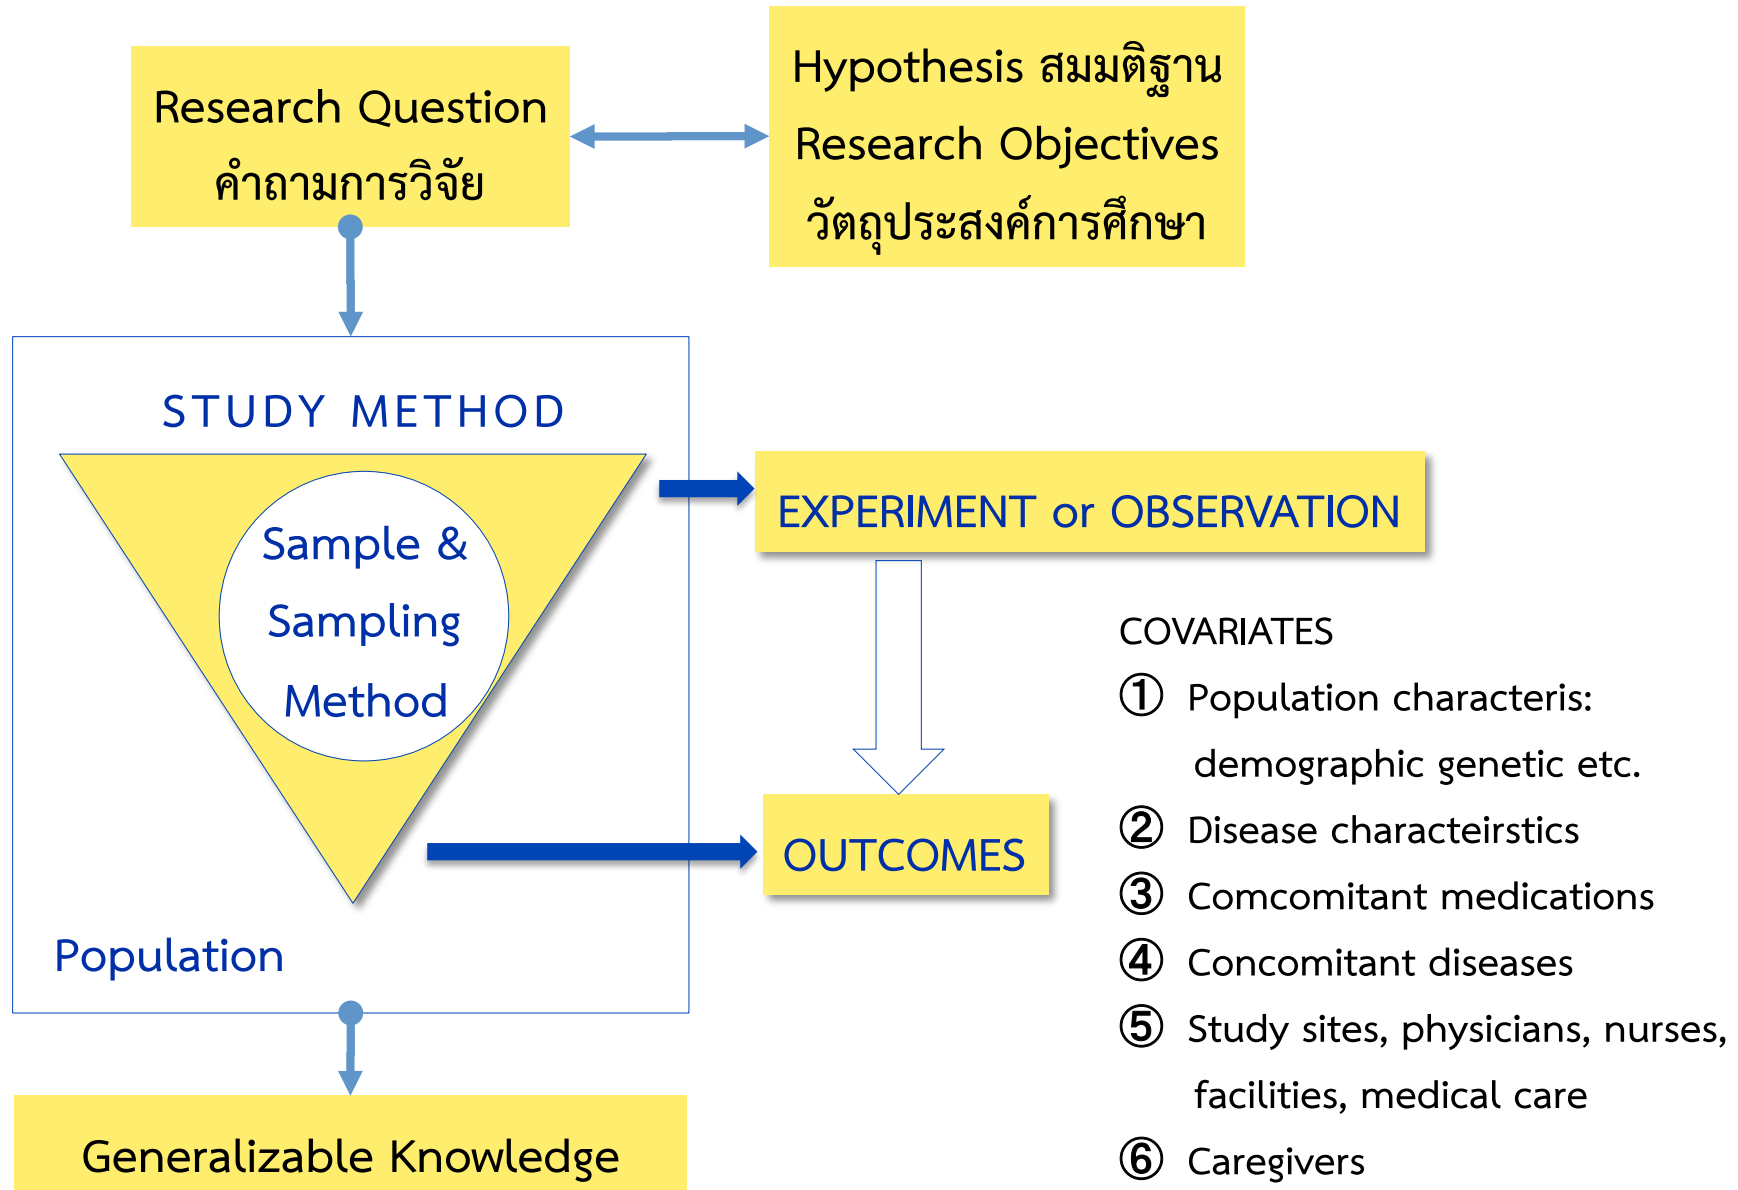 Research Question
คำถามการวิจัย
Hypothesis สมมติฐาน
Research Objectives
วัตถุประสงค์การศึกษา
STUDY METHOD
Sample &
Sampling
Method
Population
EXPERIMENT or OBSERVATION
OUTCOMES
COVARIATES
① Population characteris:
demographic genetic etc.
② Disease characteirstics
③ Comcomitant medications
④ Concomitant diseases
⑤ Study sites, physicians, nurses,
facilities, medical care
⑥ Caregivers
Generalizable Knowledge